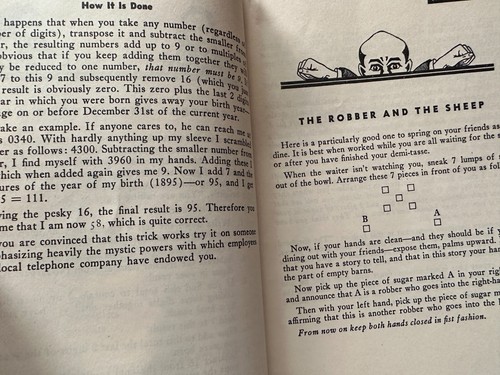 How It Is Done
happens that when you take any number (regardless
er of digits), transpose it and subtract the smaller from
r, the resulting numbers add up to 9 or to multiples
obvious that if you keep adding them together they will
y be reduced to one number, that number must be 9.
7 to this 9 and subsequently remove 16 (which you just
result is obviously zero. This zero plus the last 2 digits
ear in which you were born gives away your birth year—
age on or before December 31st of the current year.
ake an example. If anyone cares to, he can reach me at
s 0340. With hardly anything up my sleeve I scrambled
er as follows: 4300. Subtracting the smaller number from
r, I find myself with 3960 in my hands. Adding these
which when added again gives me 9. Now I add 7 and the
ures of the year of my birth (1895)—or 95, and I get
5 = 111.
ving the pesky 16, the final result is 95. Therefore you
me that I am now 58, which is quite correct.
you are convinced that this trick works try it on someone
phasizing heavily the mystic powers with which employees
local telephone company have endowed you.
THE ROBBER AND THE SHEEP
Here is a particularly good one to spring on your friends as
dine. It is best when worked while you are all waiting for the s
or after you have finished your demi-tasse.
When the waiter isn't watching you, sneak 7 lumps of s
out of the bowl. Arrange these 7 pieces in front of you as follo
B A
Now, if your hands are clean—and they should be if y
dining out with your friends—expose them, palms upward.
that you have a story to tell, and that in this story your han
the part of empty barns.
Now pick up the piece of sugar marked A in your right
and announce that A is a robber who goes into the right-ha
Then with your left hand, pick up the piece of sugar m
affirming that this is another robber who goes into the l
From now on keep both hands closed in fist fashion.